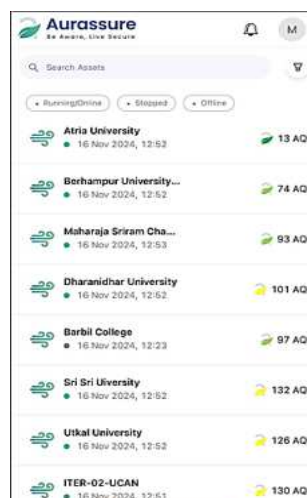 Aurassure
Be Aware, Live Secure
M
Search Assets
Running/Online
Stopped
Offline
Atria University
16 Nov 2024, 12:52
13 AQ
Berhampur University...
16 Nov 2024, 12:52
74 AQ
Maharaja Sriram Cha...
16 Nov 2024, 12:53
93 AQ
Dharanidhar University
16 Nov 2024, 12:52
101 AQ
Barbil College
16 Nov 2024, 12:23
97 AQ
Sri Sri Uiversity
16 Nov 2024, 12:52
132 AQ
Utkal University
16 Nov 2024, 12:52
126 AQ
ITER-02-UCAN
16 Nov 2024, 12:51
130 AQ